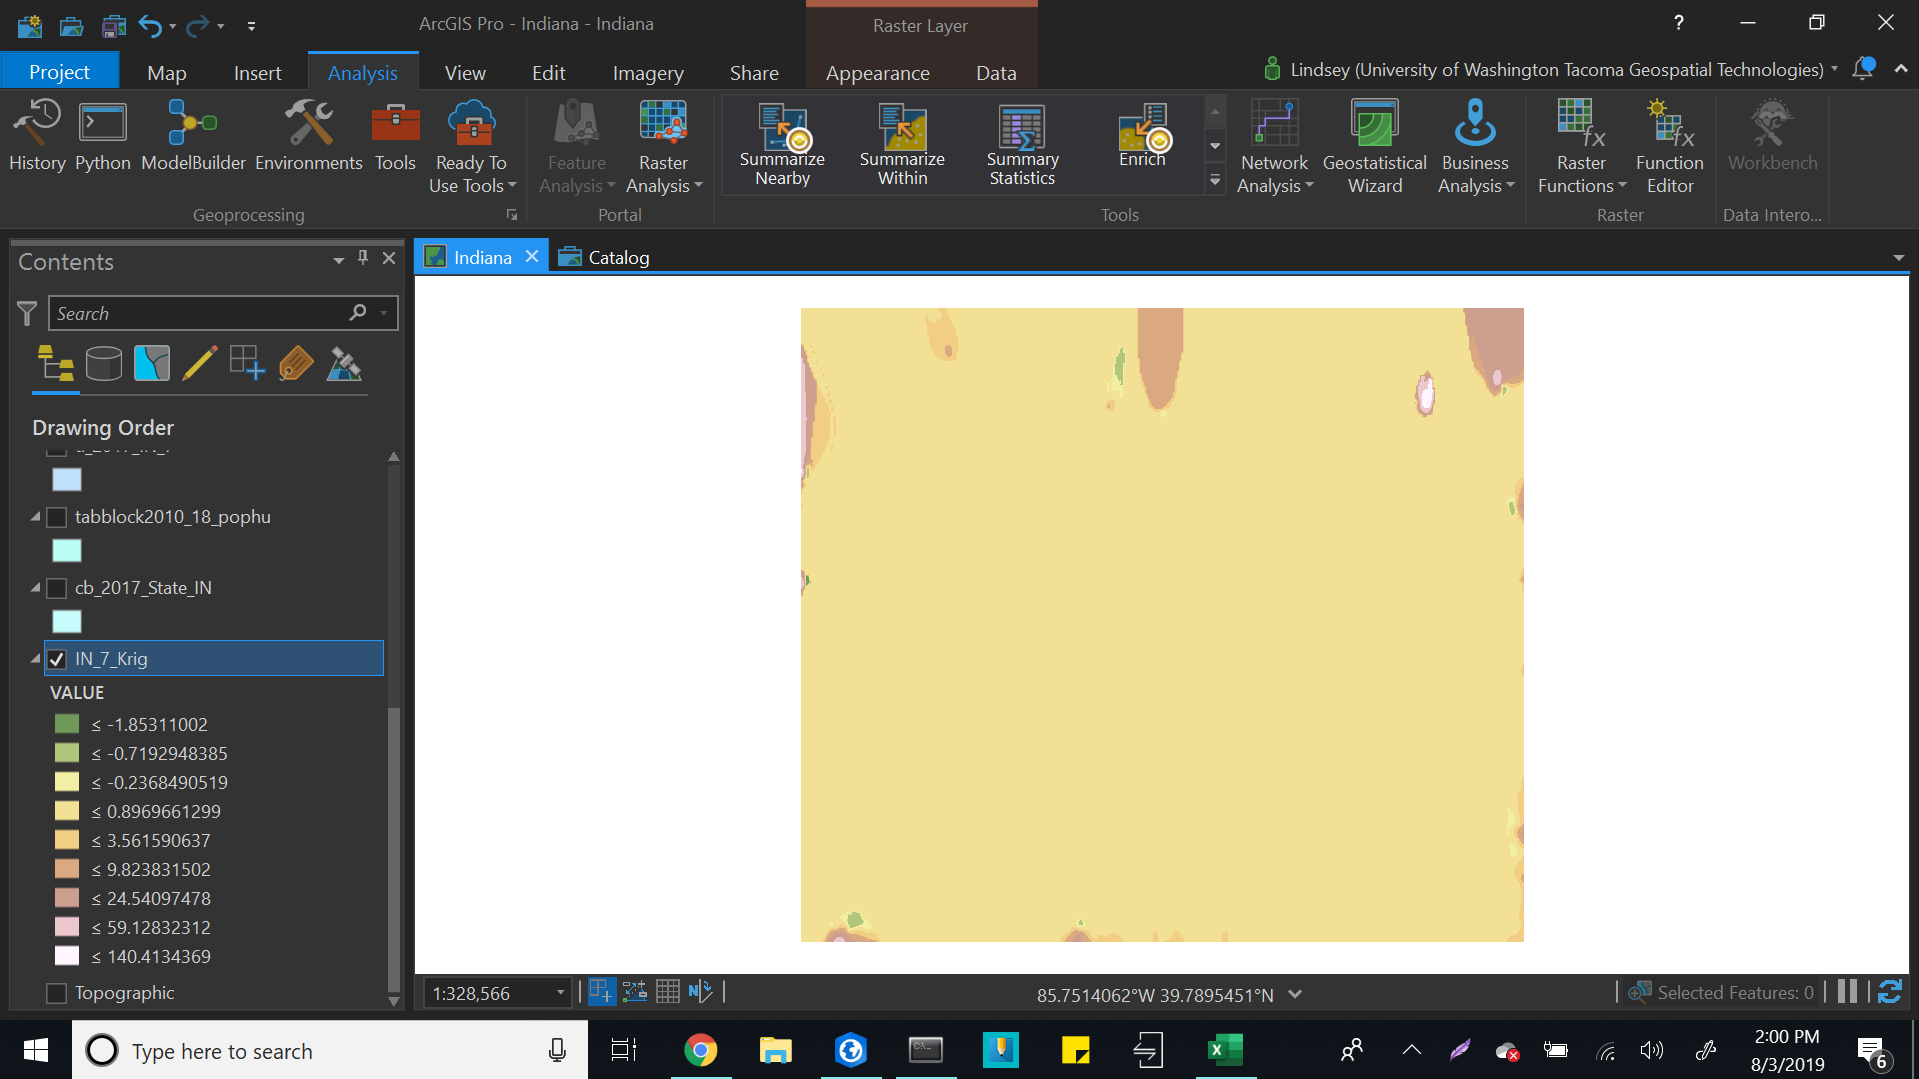 ArcGIS Pro - Indiana - Indiana
Raster Layer
?
Project
Map
Insert
Analysis
View
Edit
Imagery
Share
Appearance
Data
Lindsey (University of Washington Tacoma Geospatial Technologies)
History
Python
ModelBuilder
Environments
Tools
Ready To
Use Tools
Feature
Analysis
Raster
Analysis
Summarize
Nearby
Summarize
Within
Summary
Statistics
Enrich
Network
Analysis
Geostatistical
Wizard
Business
Analysis
Raster
Functions
Function
Editor
Workbench
Geoprocessing
Portal
Tools
Raster
Data Intero...
Contents
Indiana
Catalog
Search
Drawing Order
tabblock2010_18_pophu
cb_2017_State_IN
IN_7_Krig
VALUE
≤ -1.85311002
≤ -0.7192948385
≤ -0.2368490519
≤ 0.8969661299
≤ 3.561590637
≤ 9.823831502
≤ 24.54097478
≤ 59.12832312
≤ 140.4134369
Topographic
1:328,566
85.7514062°W 39.7895451°N
Selected Features: 0
Type here to search
2:00 PM
8/3/2019
6